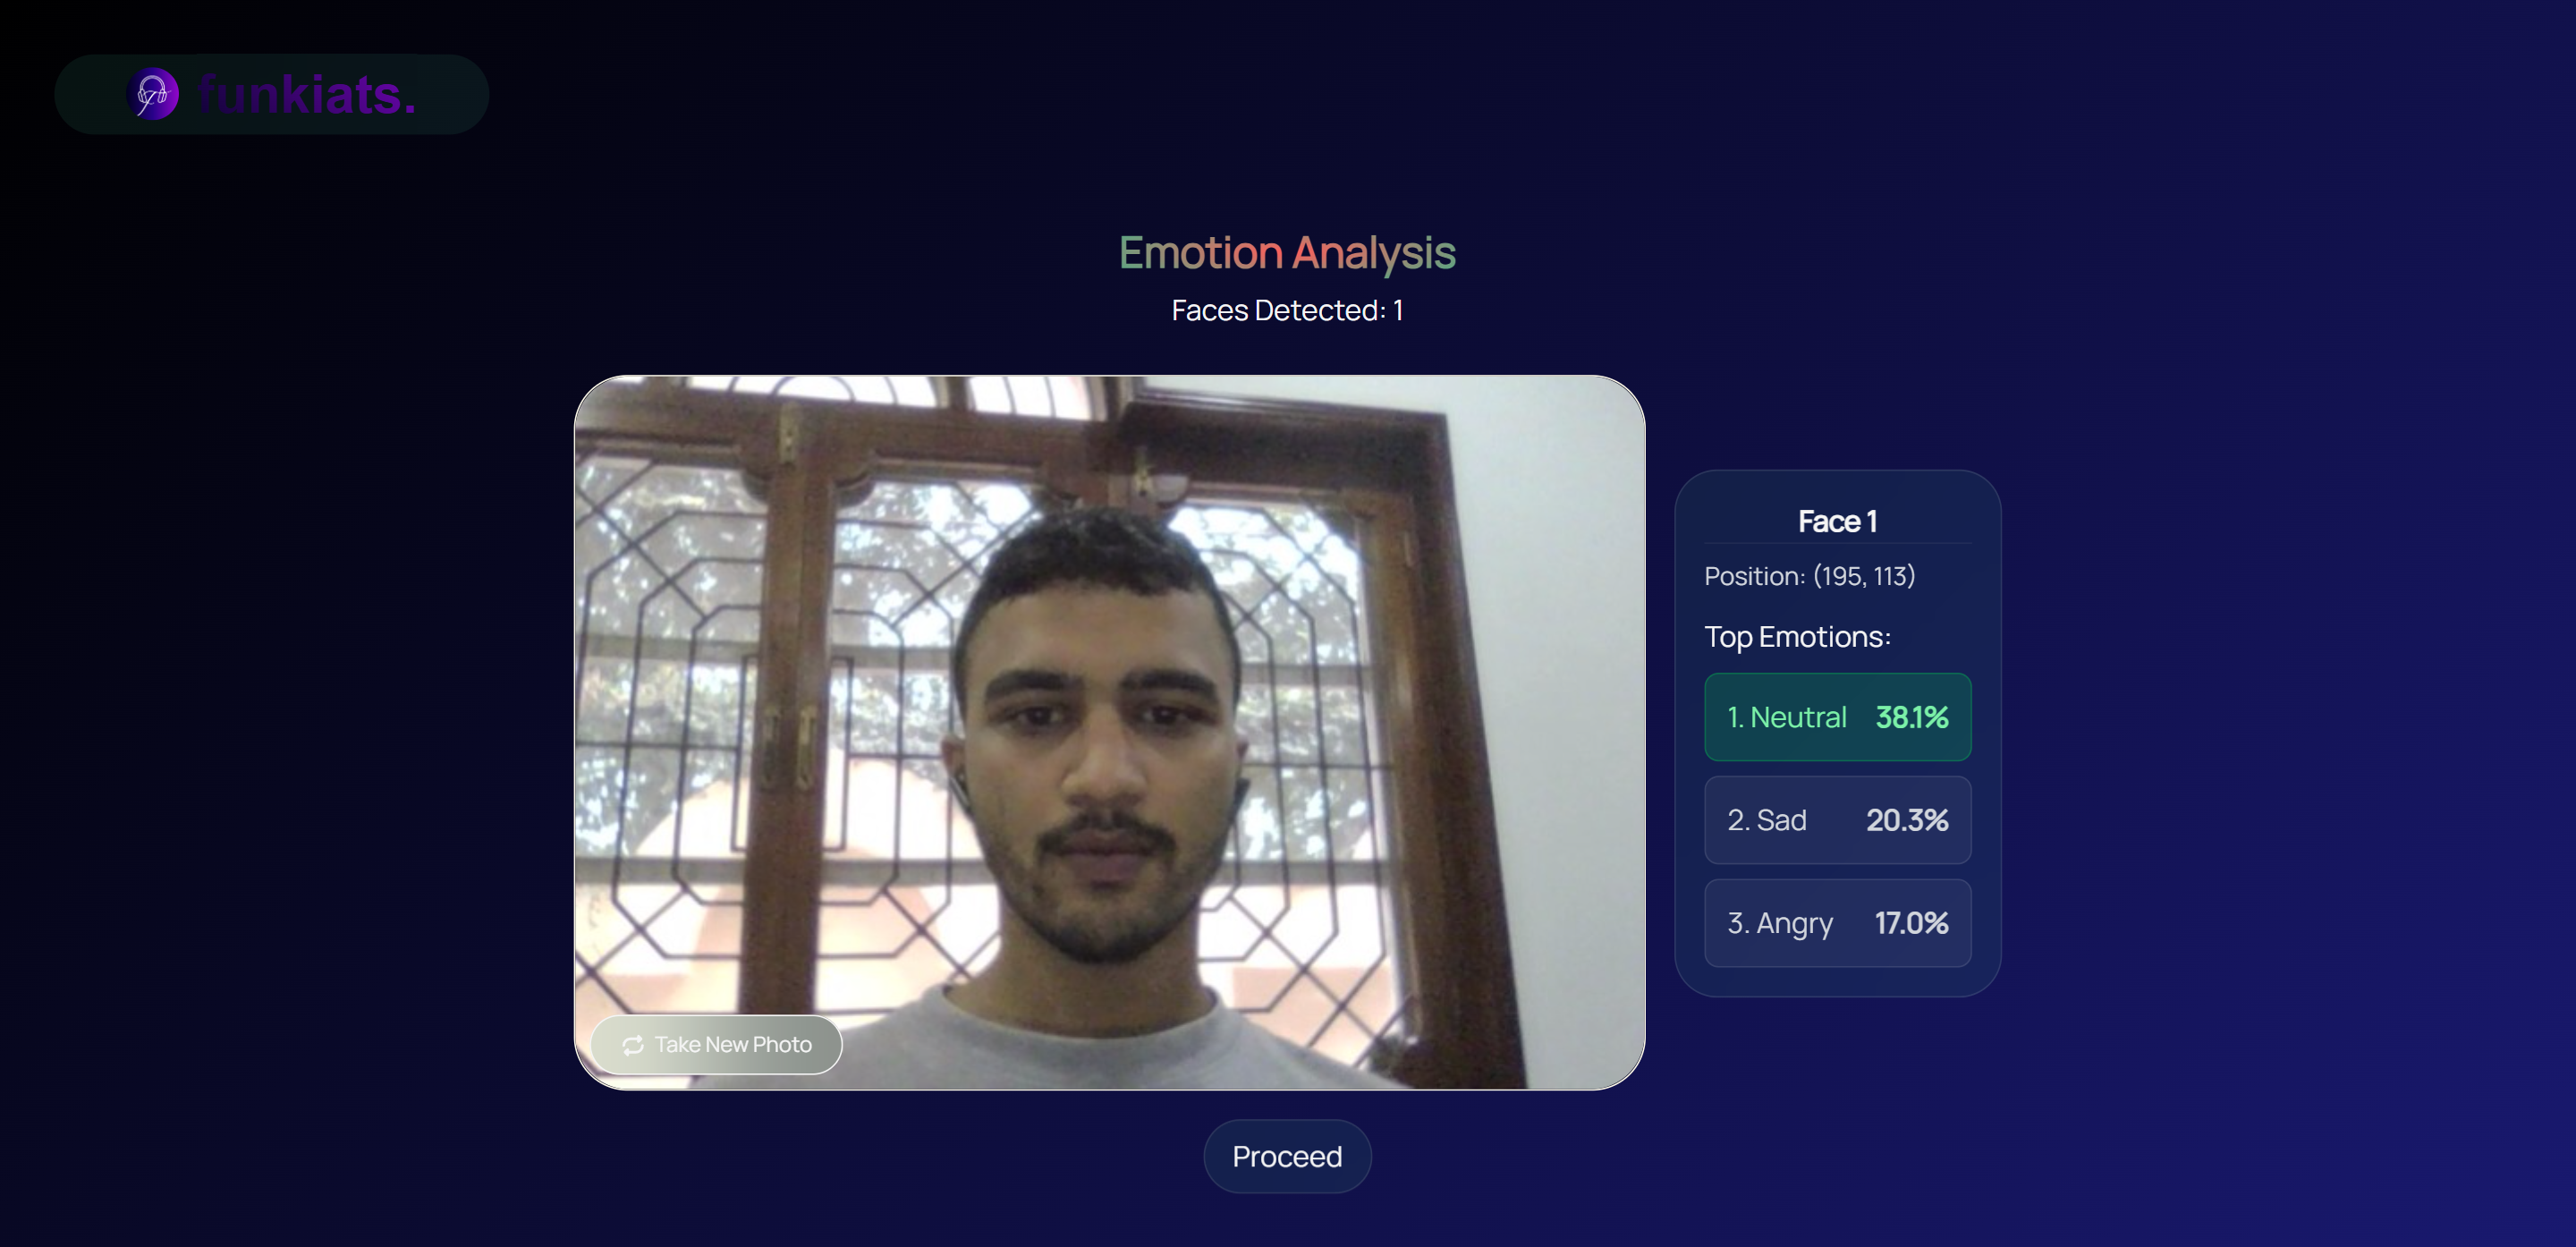 funkiats.
Emotion Analysis
Faces Detected: 1
Face 1
Position: (195, 113)
Top Emotions:
1. Neutral 38.1%
2. Sad 20.3%
3. Angry 17.0%
Take New Photo
Proceed